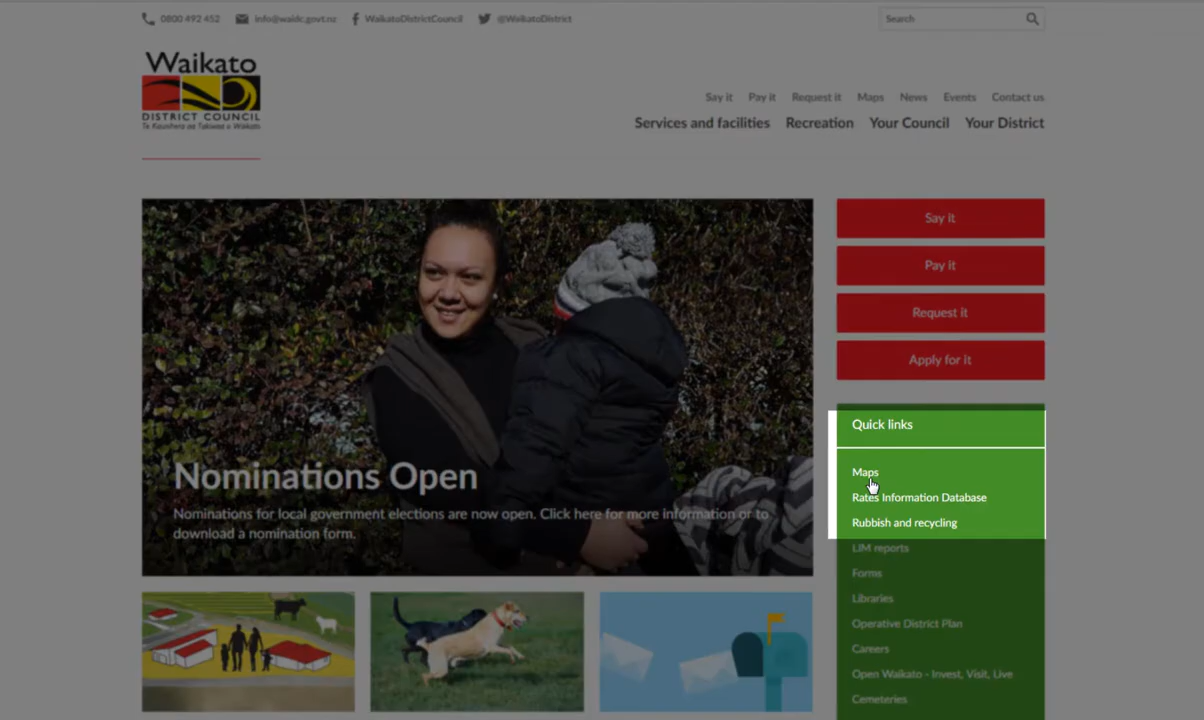 0800 492 452
info@waidc.govt.nz
WaikatoDistrictCouncil
@WaikatoDistrict
Search
Waikato
DISTRICT COUNCIL
Te Kaunihera aa Takiwaa o Waikato
Say it
Pay it
Request it
Maps
News
Events
Contact us
Services and facilities
Recreation
Your Council
Your District
Nominations Open
Nominations for local government elections are now open. Click here for more information or to
download a nomination form.
Say it
Pay it
Request it
Apply for it
Quick links
Maps
Rates Information Database
Rubbish and recycling
LIM reports
Forms
Libraries
Operative District Plan
Careers
Open Waikato - Invest, Visit, Live
Cemeteries